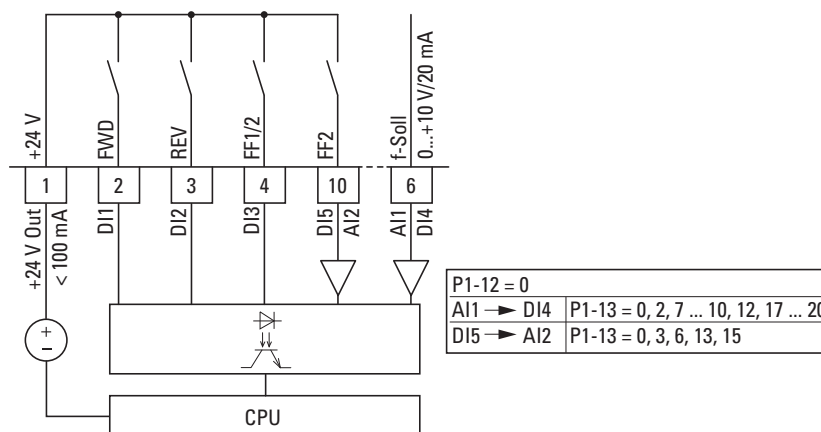 +24 V
FWD
REV
FF1/2
FF2
f-Soll
0...+10 V/20 mA
1
2
3
4
10
6
+24 V Out
< 100 mA
DI1
DI2
DI3
DI5
AI2
AI1
DI4
+
–
CPU
P1-12 = 0
AI1 → DI4 P1-13 = 0, 2, 7 ... 10, 12, 17 ... 20
DI5 → AI2 P1-13 = 0, 3, 6, 13, 15